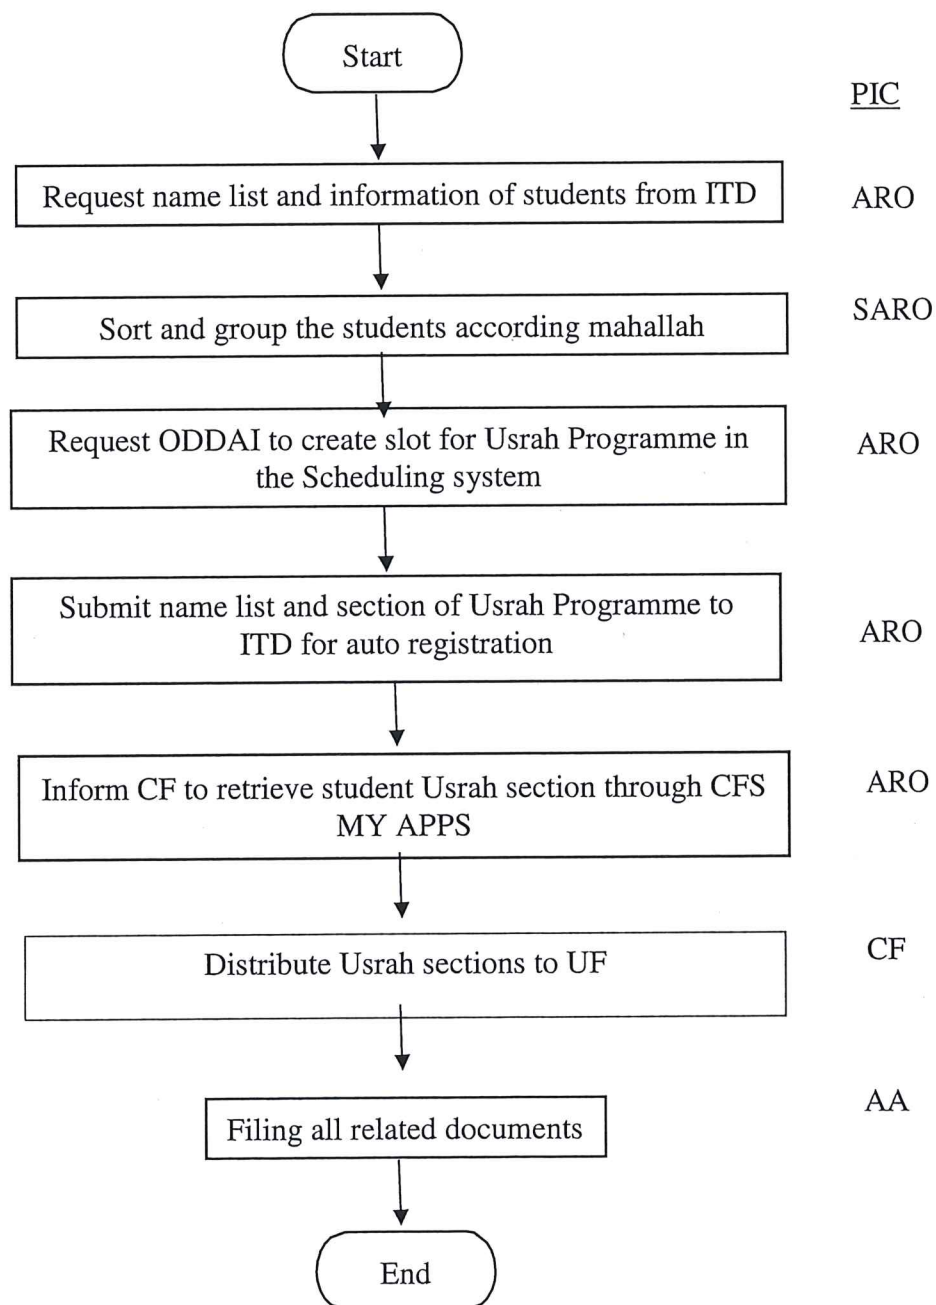 Start
PIC
Request name list and information of students from ITD
ARO
Sort and group the students according mahallah
SARO
Request ODDAI to create slot for Usrah Programme in
the Scheduling system
ARO
Submit name list and section of Usrah Programme to
ITD for auto registration
ARO
Inform CF to retrieve student Usrah section through CFS
MY APPS
ARO
Distribute Usrah sections to UF
CF
Filing all related documents
AA
End